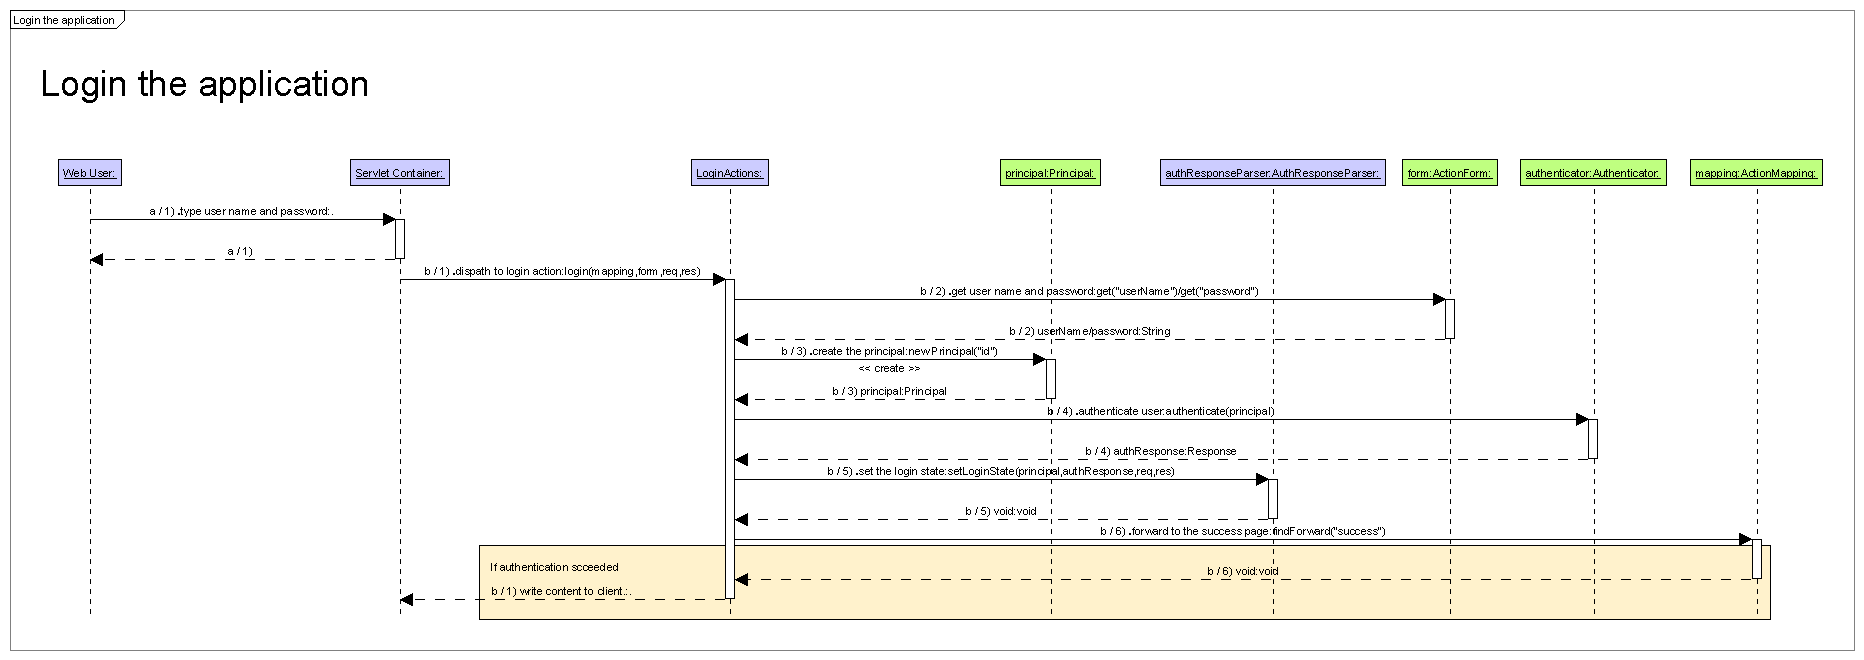 Login the application
Login the application
Web User:
Servlet Container:
LoginActions:
principal:Principal:
authResponseParser:AuthResponseParser:
form:ActionForm:
authenticator:Authenticator:
mapping:ActionMapping:
a / 1) .type user name and password:.
a / 1)
b / 1) .dispath to login action:login(mapping,form,req,res)
b / 2) .get user name and password:get("userName")/get("password")
b / 2) userName/password:String
b / 3) .create the principal:newPrincipal("id")
<< create >>
b / 3) principal:Principal
b / 4) .authenticate user:authenticate(principal)
b / 4) authResponse:Response
b / 5) .set the login state:setLoginState(principal,authResponse,req,res)
b / 5) void:void
b / 6) .forward to the success page:findForward("success")
If authentication scceeded
b / 6) void:void
b / 1) write content to client.:.